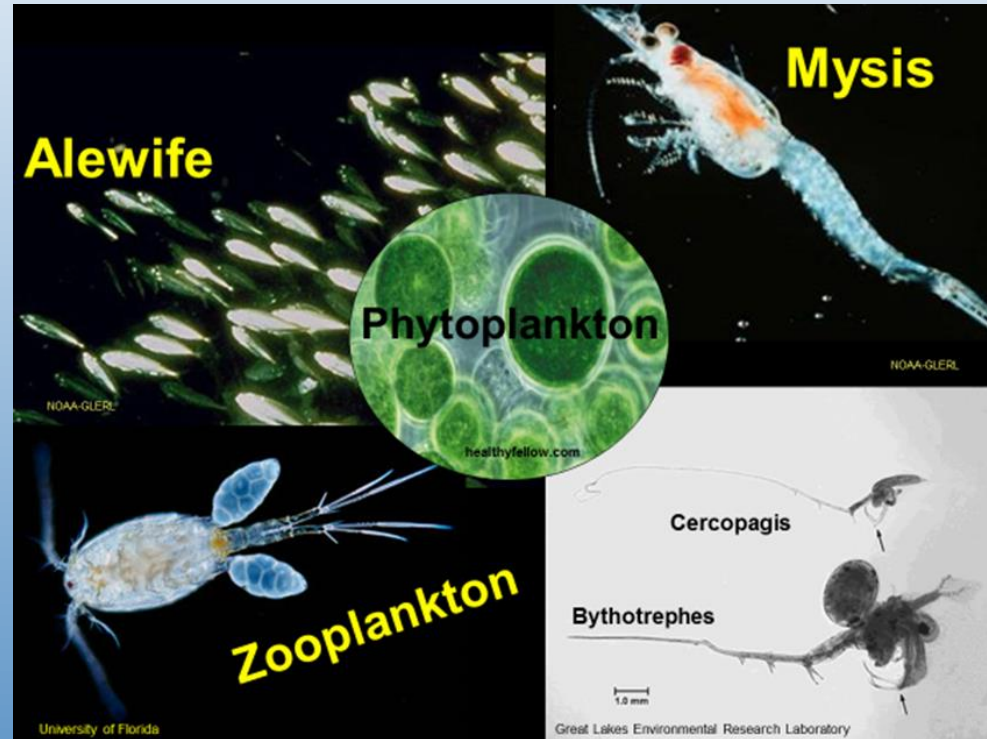 Alewife
NOAA-GLERL
Mysis
NOAA-GLERL
Phytoplankton
healthyfellow.com
Zooplankton
University of Florida
Cercopagis
Bythotrephes
1.0 mm
Great Lakes Environmental Research Laboratory